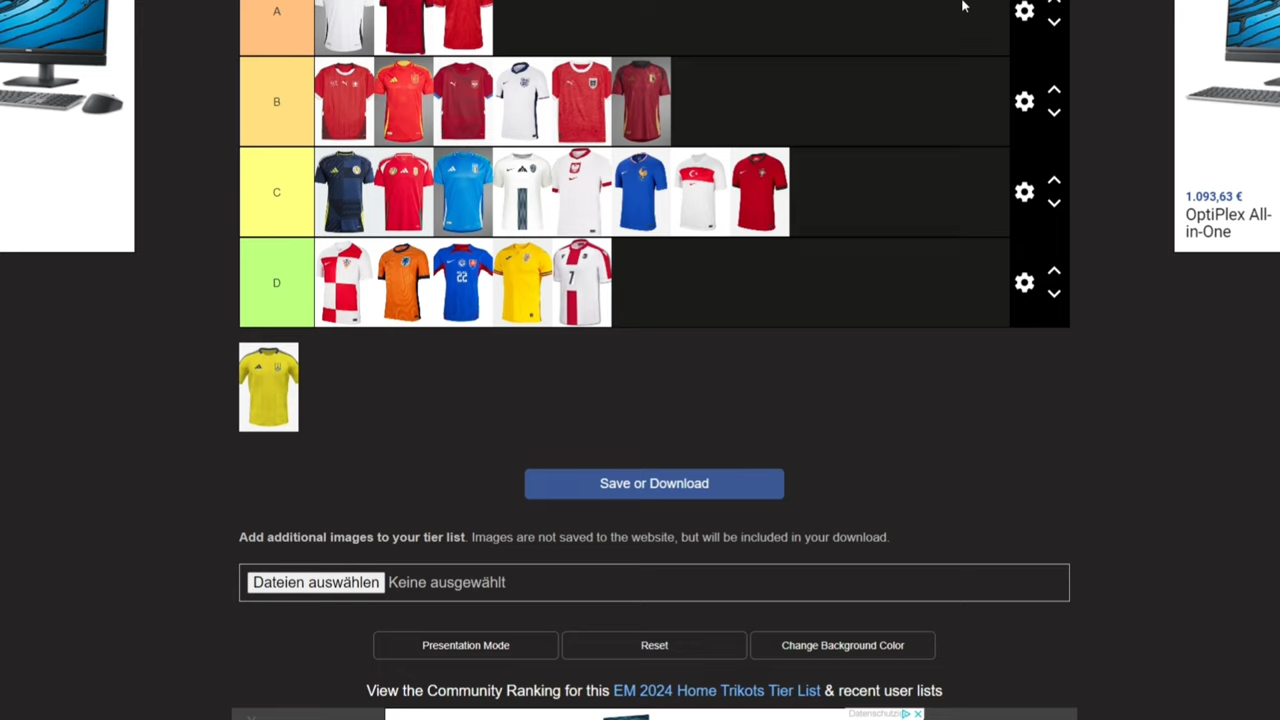 A
B
C
D
22
7
1.093,63 €
OptiPlex All-
in-One
Save or Download
Add additional images to your tier list. Images are not saved to the website, but will be included in your download.
Dateien auswählen Keine ausgewählt
Presentation Mode
Reset
Change Background Color
View the Community Ranking for this EM 2024 Home Trikots Tier List & recent user lists